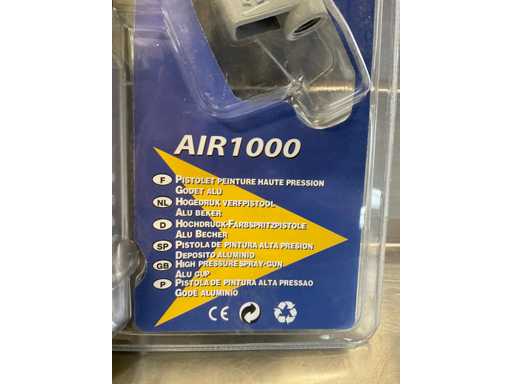 AIR1000
F PISTOLET PEINTURE HAUTE PRESSION
GODET ALU
NL HOGEDRUK VERFPISTOOL
ALU BEKER
D HOCHDRUCK-FARBSPRITZPISTOLE
ALU BECHER
SP PISTOLA DE PINTURA ALTA PRESION
DEPOSITO ALUMINIO
GB HIGH PRESSURE SPRAY-GUN
ALU CUP
P PISTOLA DE PINTURA ALTA PRESSAO
GODE ALUMINIO
CE